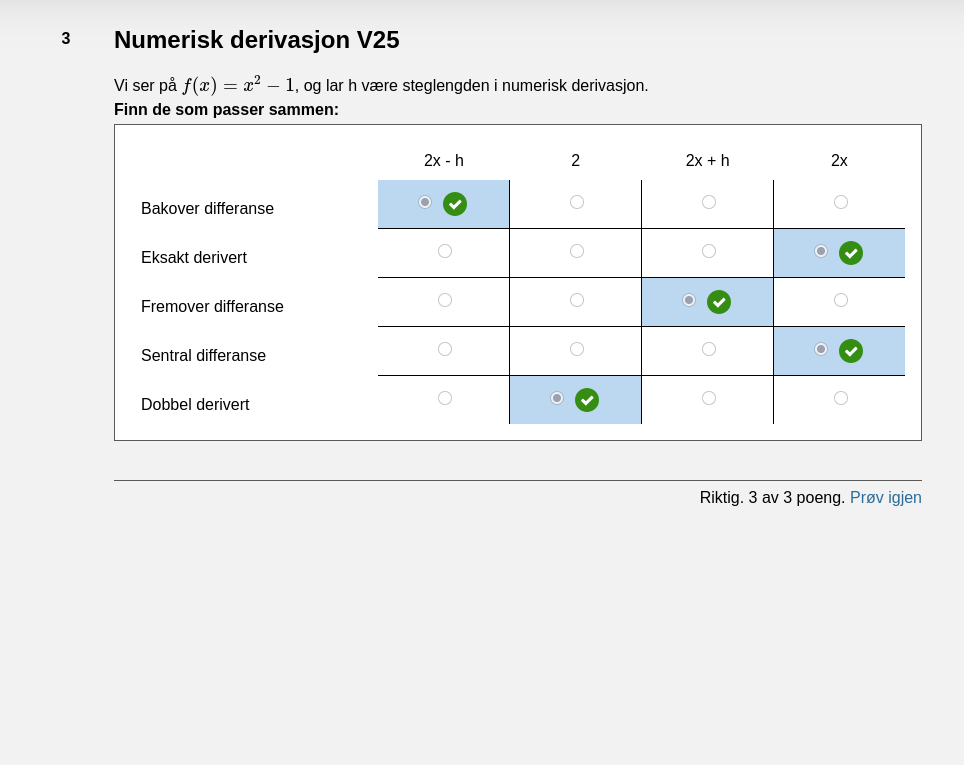 3 Numerisk derivasjon V25
Vi ser på f(x) = x² − 1, og lar h være steglengden i numerisk derivasjon.
Finn de som passer sammen:
2x - h 2 2x + h 2x
Bakover differanse
Eksakt derivert
Fremover differanse
Sentral differanse
Dobbel derivert
Riktig. 3 av 3 poeng. Prøv igjen